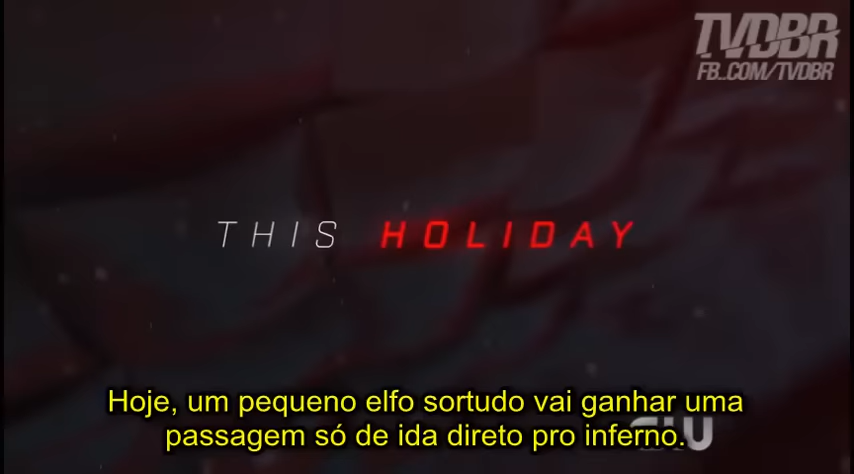 TVDBR
FB.COM/TVDBR
THIS HOLIDAY
Hoje, um pequeno elfo sortudo vai ganhar uma
passagem só de ida direto pro inferno.